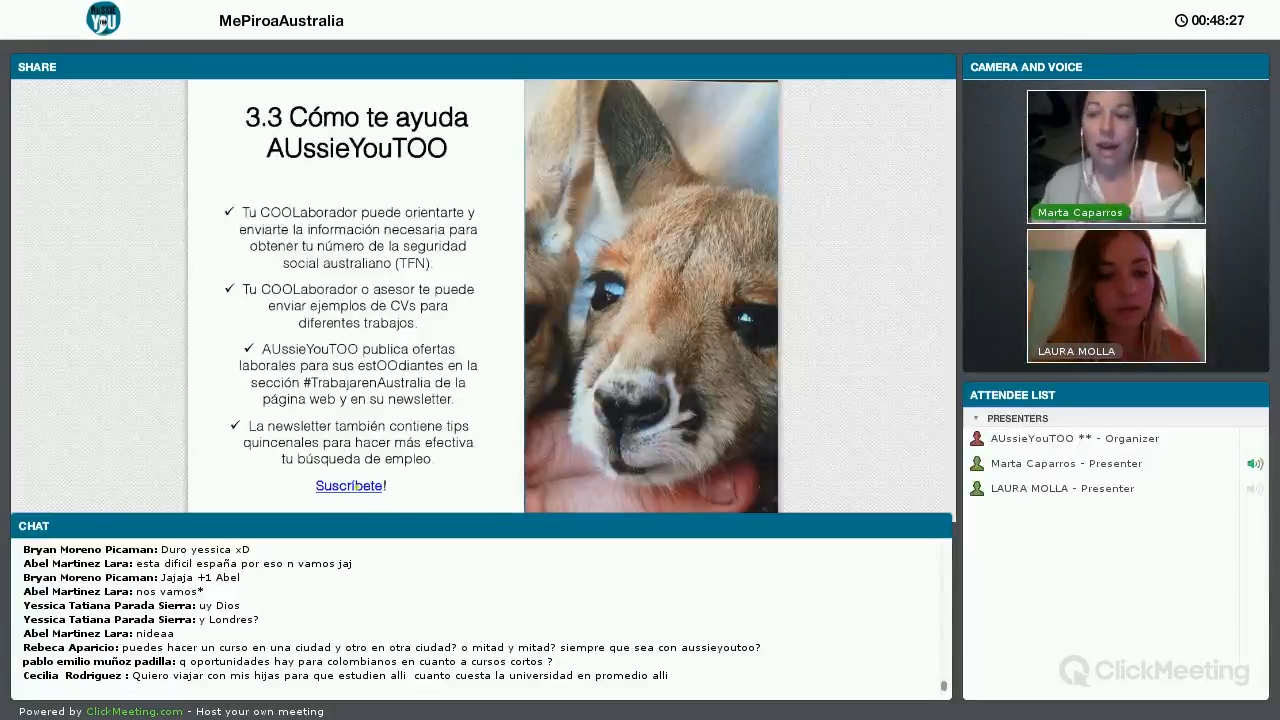 AUSSIE
YOU
TOO
MePiroaAustralia
00:48:27
SHARE
3.3 Cómo te ayuda
AUssieYouTOO
✓ Tu COOLaborador puede orientarte y
enviarte la información necesaria para
obtener tu número de la seguridad
social australiano (TFN).
✓ Tu COOLaborador o asesor te puede
enviar ejemplos de CVs para
diferentes trabajos.
✓ AUssieYouTOO publica ofertas
laborales para sus estOOdiantes en la
sección #TrabajarenAustralia de la
página web y en su newsletter.
✓ La newsletter también contiene tips
quincenales para hacer más efectiva
tu búsqueda de empleo.
Suscríbete!
CAMERA AND VOICE
Marta Caparros
LAURA MOLLA
ATTENDEE LIST
PRESENTERS
AUssieYouTOO ** - Organizer
Marta Caparros - Presenter
LAURA MOLLA - Presenter
CHAT
Bryan Moreno Picaman: Duro yessica xD
Abel Martinez Lara: esta dificil españa por eso n vamos jaj
Bryan Moreno Picaman: Jajaja +1 Abel
Abel Martinez Lara: nos vamos*
Yessica Tatiana Parada Sierra: uy Dios
Yessica Tatiana Parada Sierra: y Londres?
Abel Martinez Lara: nideaa
Rebeca Aparicio: puedes hacer un curso en una ciudad y otro en otra ciudad? o mitad y mitad? siempre que sea con aussieyoutoo?
pablo emilio muñoz padilla: q oportunidades hay para colombianos en cuanto a cursos cortos ?
Cecilia Rodriguez : Quiero viajar con mis hijas para que estudien alli cuanto cuesta la universidad en promedio alli
ClickMeeting
Powered by ClickMeeting.com - Host your own meeting